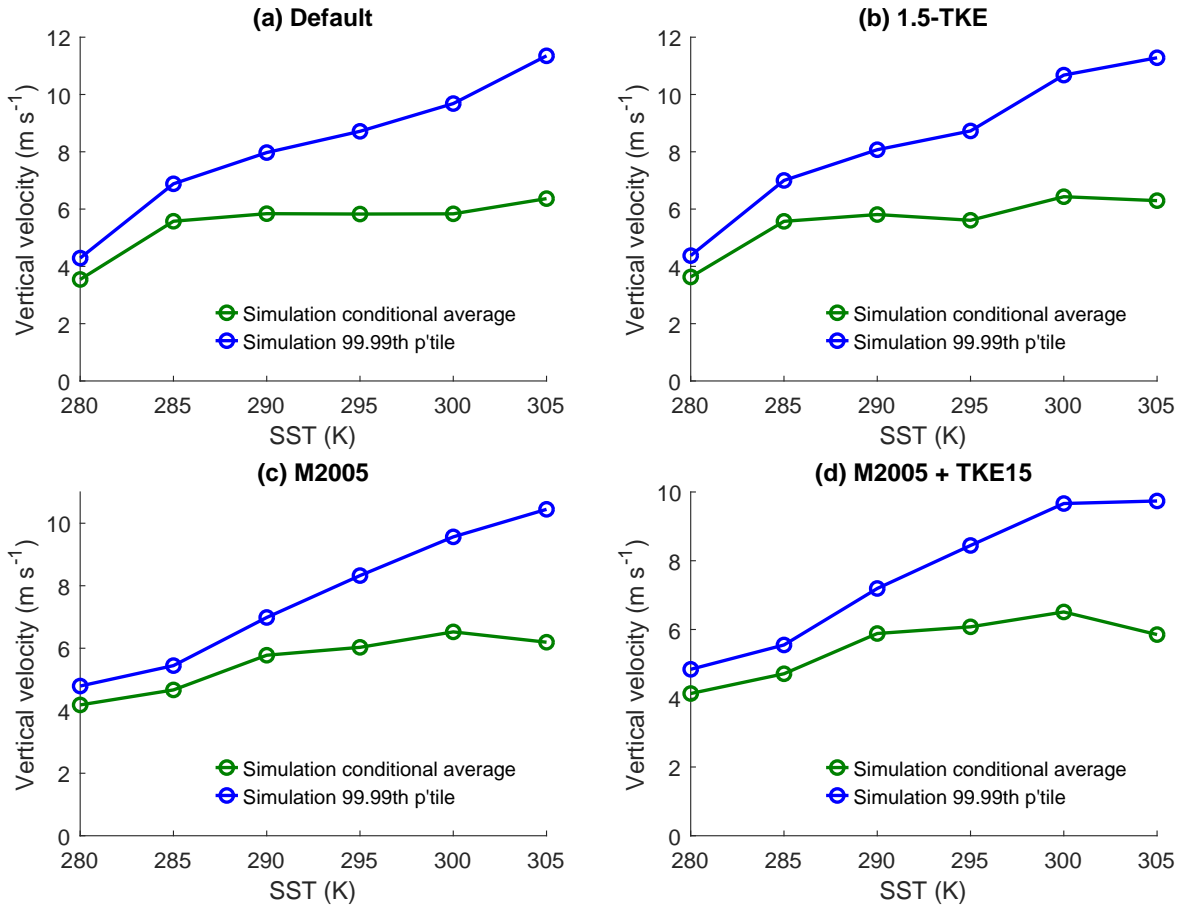 (a) Default
Vertical velocity (m s⁻¹)
12
10
8
6
4
2
0
Simulation conditional average
Simulation 99.99th p'tile
280 285 290 295 300 305
SST (K)
(b) 1.5-TKE
Vertical velocity (m s⁻¹)
12
10
8
6
4
2
0
Simulation conditional average
Simulation 99.99th p'tile
280 285 290 295 300 305
SST (K)
(c) M2005
Vertical velocity (m s⁻¹)
10
8
6
4
2
0
Simulation conditional average
Simulation 99.99th p'tile
280 285 290 295 300 305
SST (K)
(d) M2005 + TKE15
Vertical velocity (m s⁻¹)
10
8
6
4
2
0
Simulation conditional average
Simulation 99.99th p'tile
280 285 290 295 300 305
SST (K)